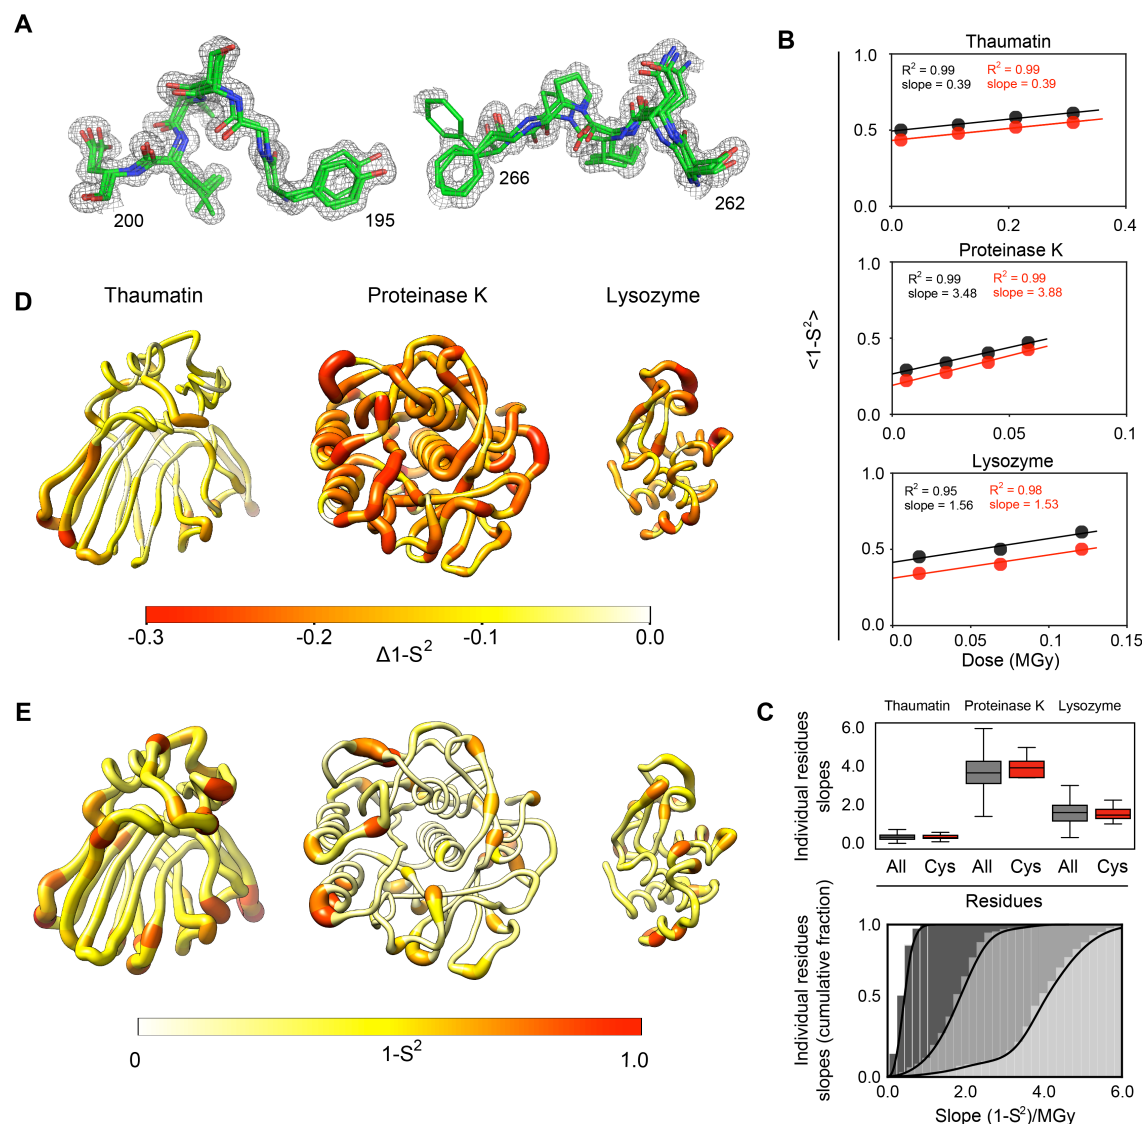 A
200
195
266
262
B
Thaumatin
R² = 0.99
slope = 0.39
R² = 0.99
slope = 0.39
1.0
0.5
0.0
0.0
0.2
0.4
Proteinase K
R² = 0.99
slope = 3.48
R² = 0.99
slope = 3.88
1.0
0.5
0.0
0.0
0.05
0.1
<1-S²>
Lysozyme
R² = 0.95
slope = 1.56
R² = 0.98
slope = 1.53
1.0
0.5
0.0
0.0
0.05
0.1
0.15
Dose (MGy)
D
Thaumatin
Proteinase K
Lysozyme
-0.3
-0.2
-0.1
0.0
Δ1-S²
E
0
1-S²
1.0
C
Thaumatin
Proteinase K
Lysozyme
Individual residues
slopes
6.0
4.0
2.0
0.0
All
Cys
All
Cys
All
Cys
Residues
Individual residues
slopes (cumulative fraction)
1.0
0.5
0.0
0.0
2.0
4.0
6.0
Slope (1-S²)/MGy